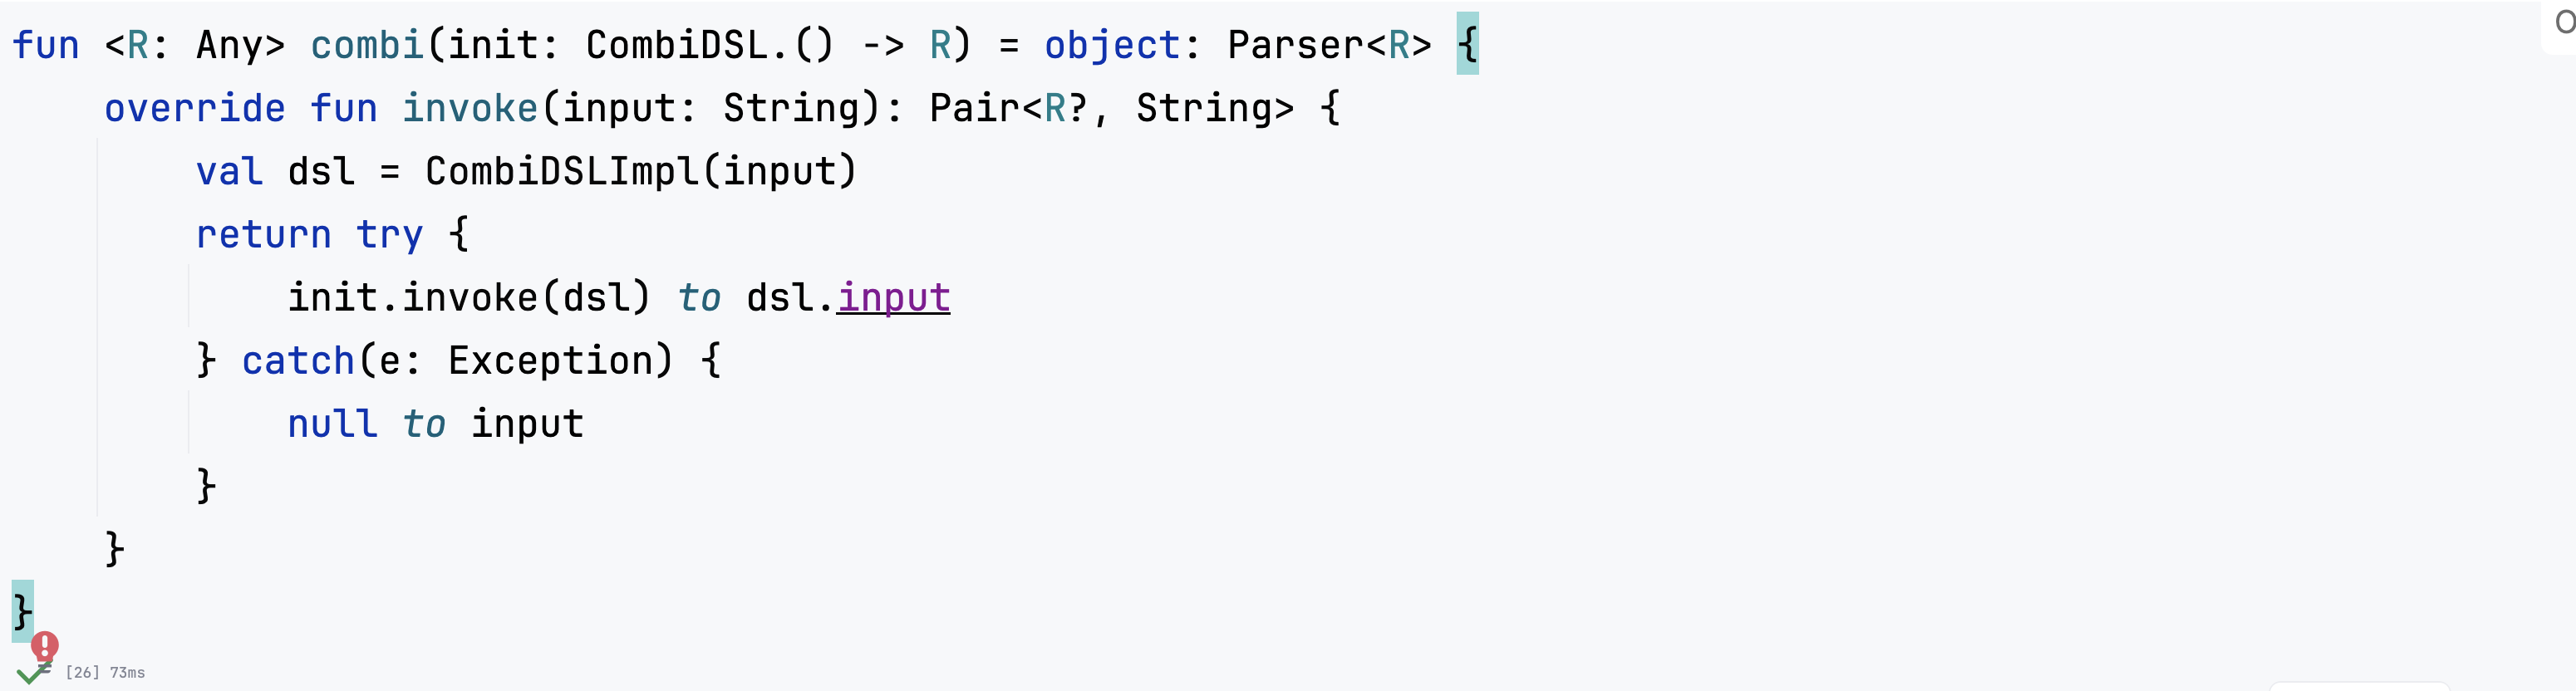 fun <R: Any> combi(init: CombiDSL.() -> R) = object: Parser<R> {
    override fun invoke(input: String): Pair<R?, String> {
        val dsl = CombiDSLImpl(input)
        return try {
            init.invoke(dsl) to dsl.input
        } catch(e: Exception) {
            null to input
        }
    }
}
[26] 73ms